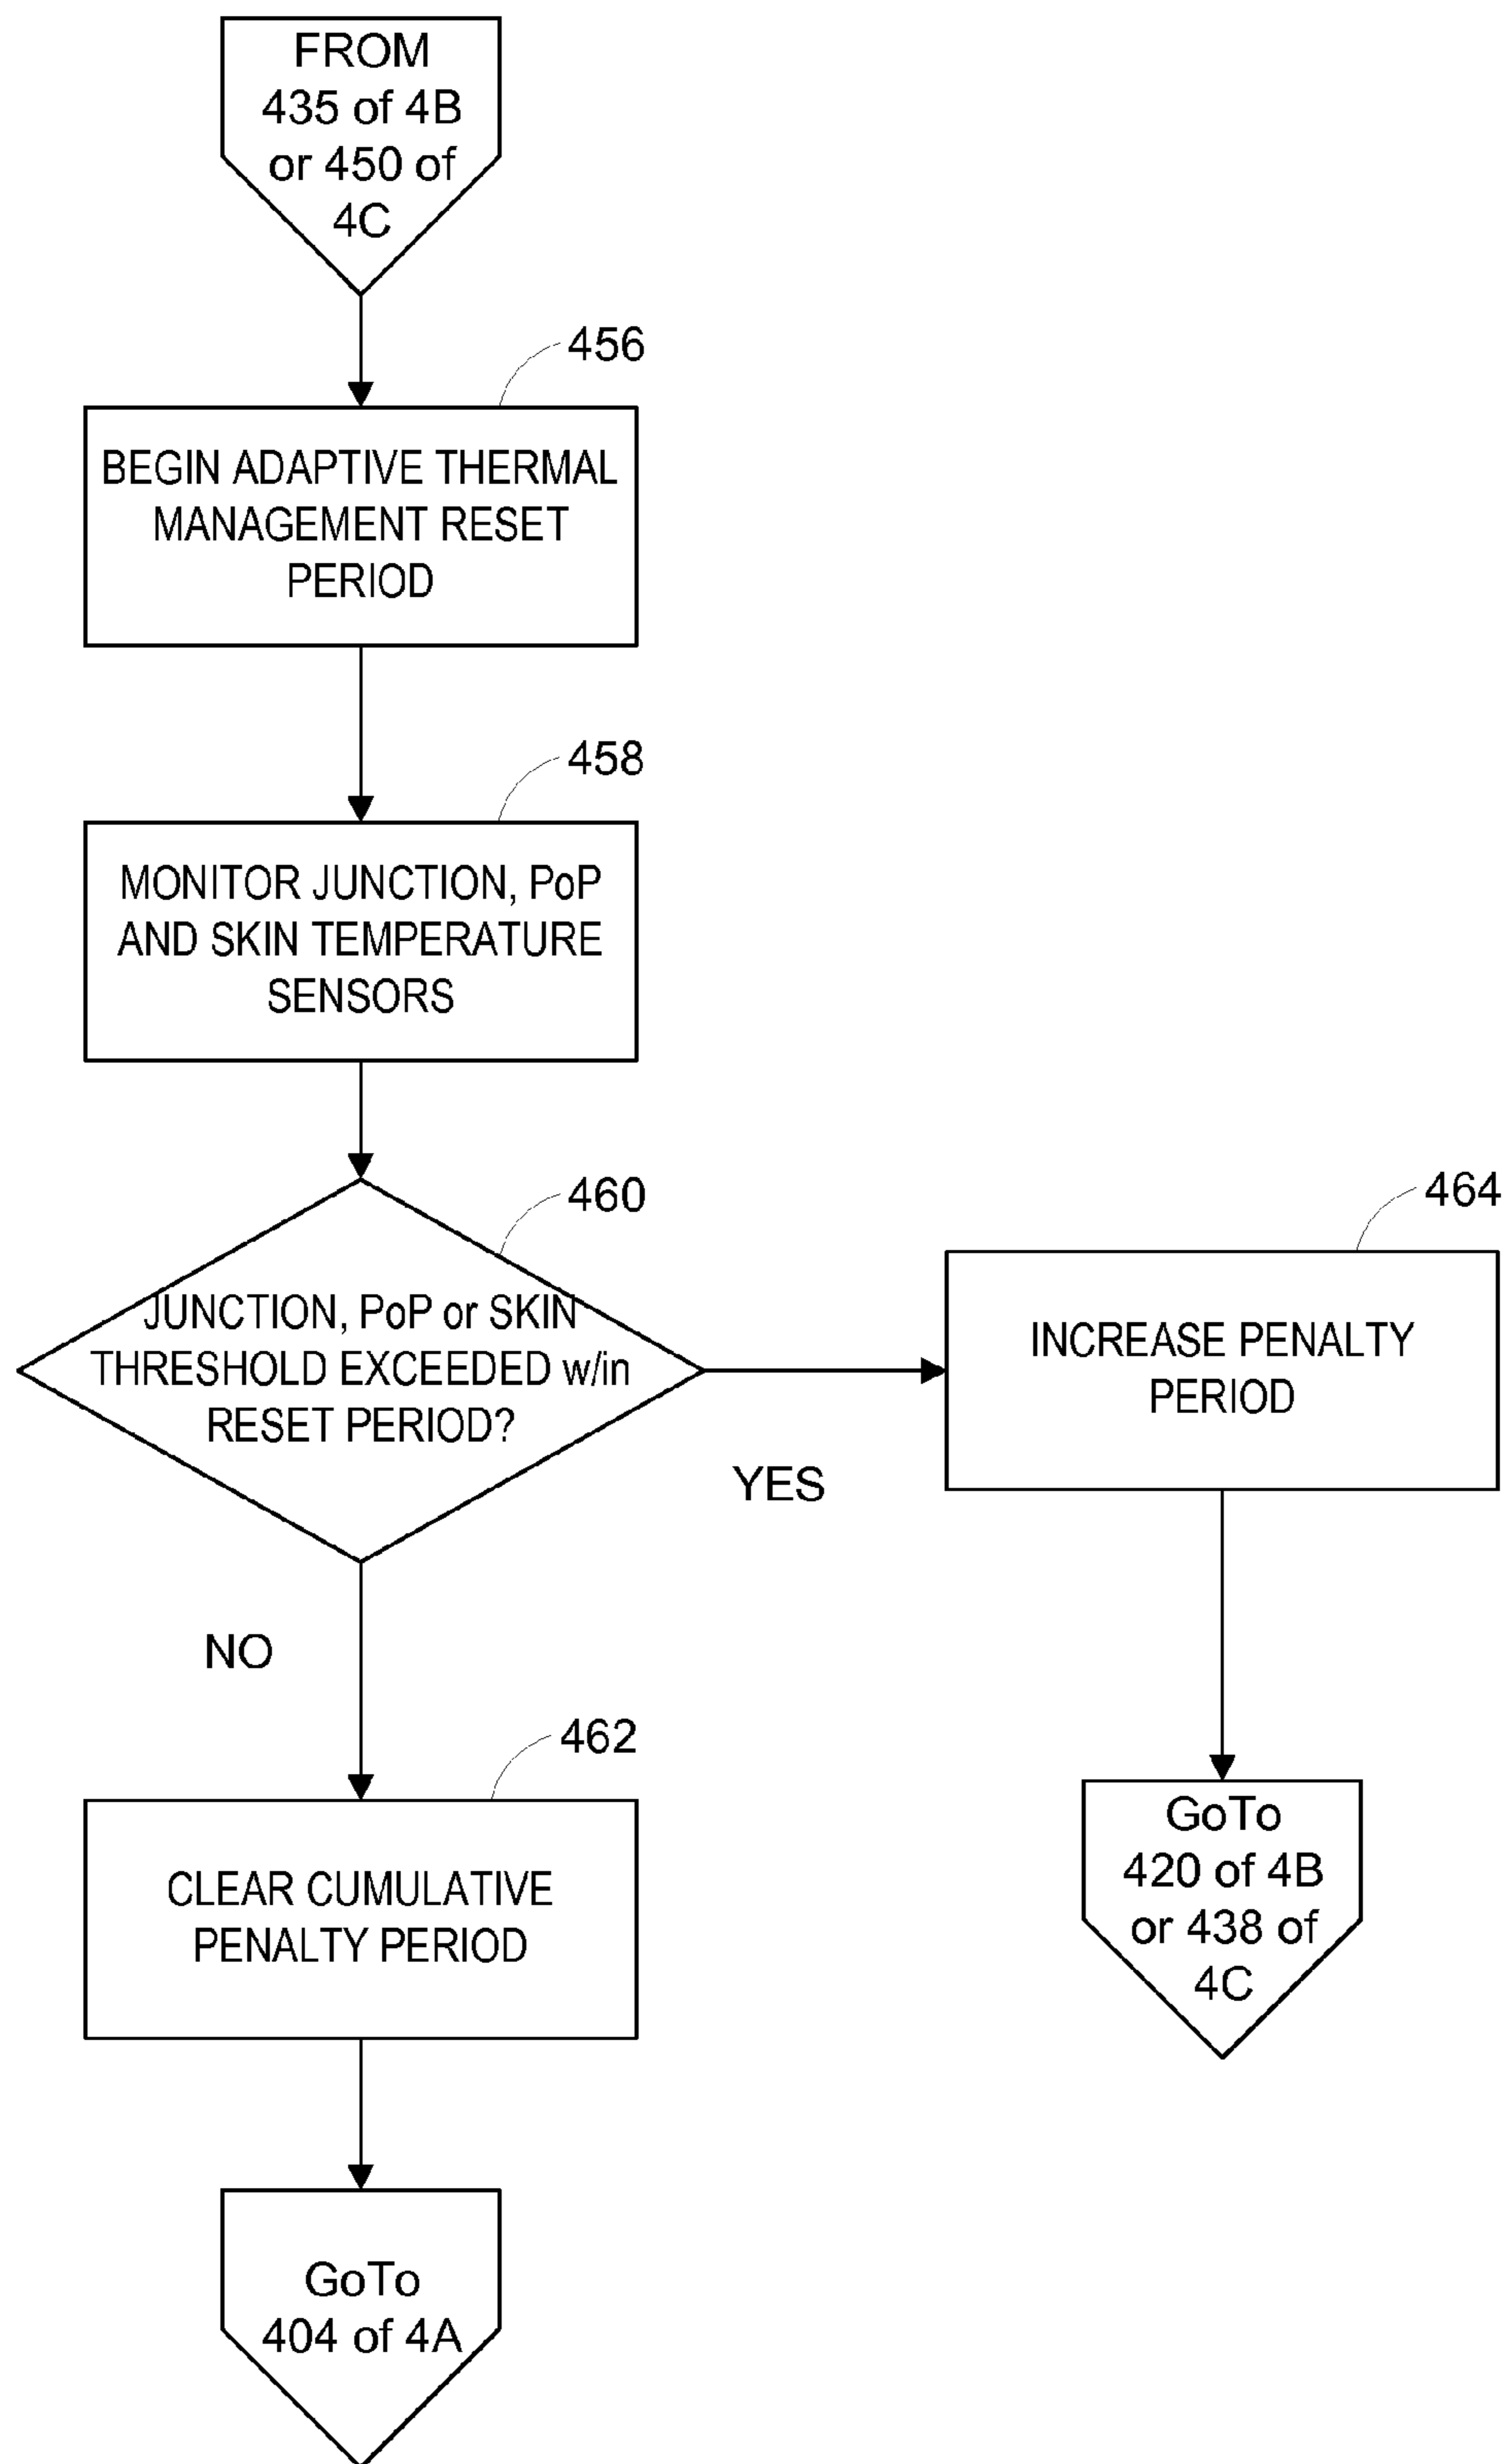 FROM
435 of 4B
or 450 of
4C
456
BEGIN ADAPTIVE THERMAL
MANAGEMENT RESET
PERIOD
458
MONITOR JUNCTION, PoP
AND SKIN TEMPERATURE
SENSORS
460
JUNCTION, PoP or SKIN
THRESHOLD EXCEEDED w/in
RESET PERIOD?
YES
464
INCREASE PENALTY
PERIOD
GoTo
420 of 4B
or 438 of
4C
NO
462
CLEAR CUMULATIVE
PENALTY PERIOD
GoTo
404 of 4A